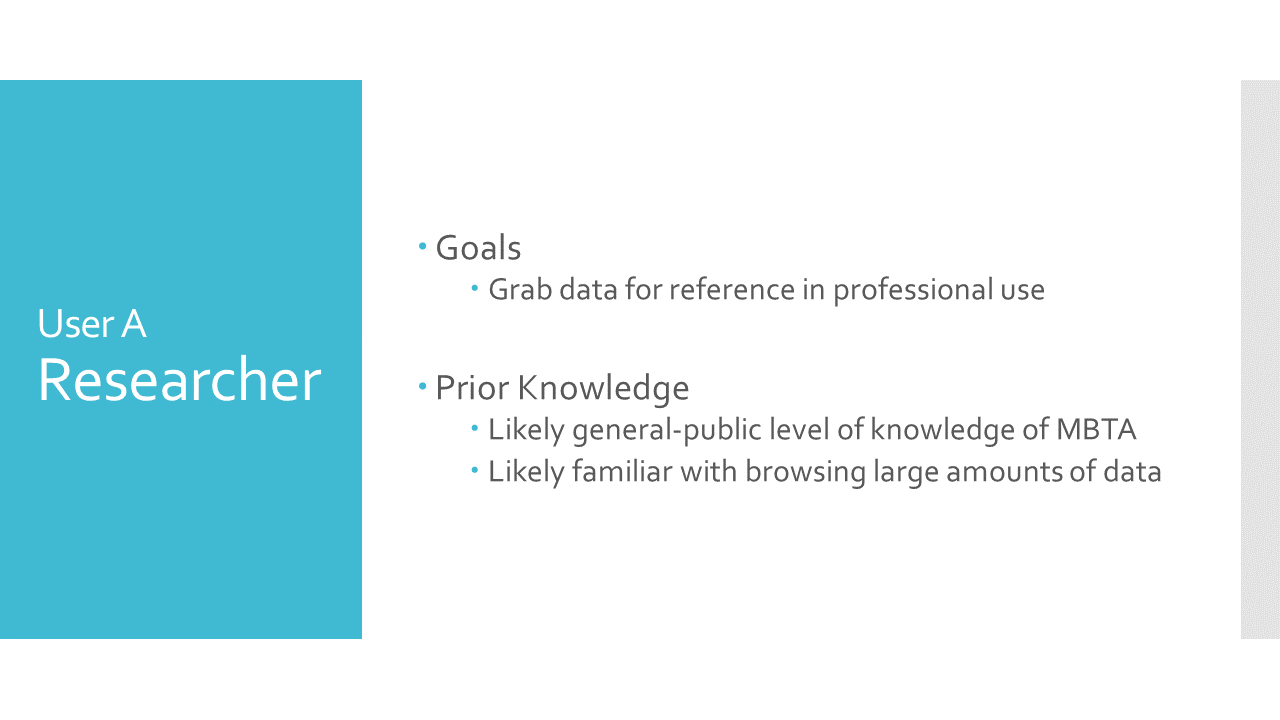 User A
Researcher
• Goals
• Grab data for reference in professional use
• Prior Knowledge
• Likely general-public level of knowledge of MBTA
• Likely familiar with browsing large amounts of data